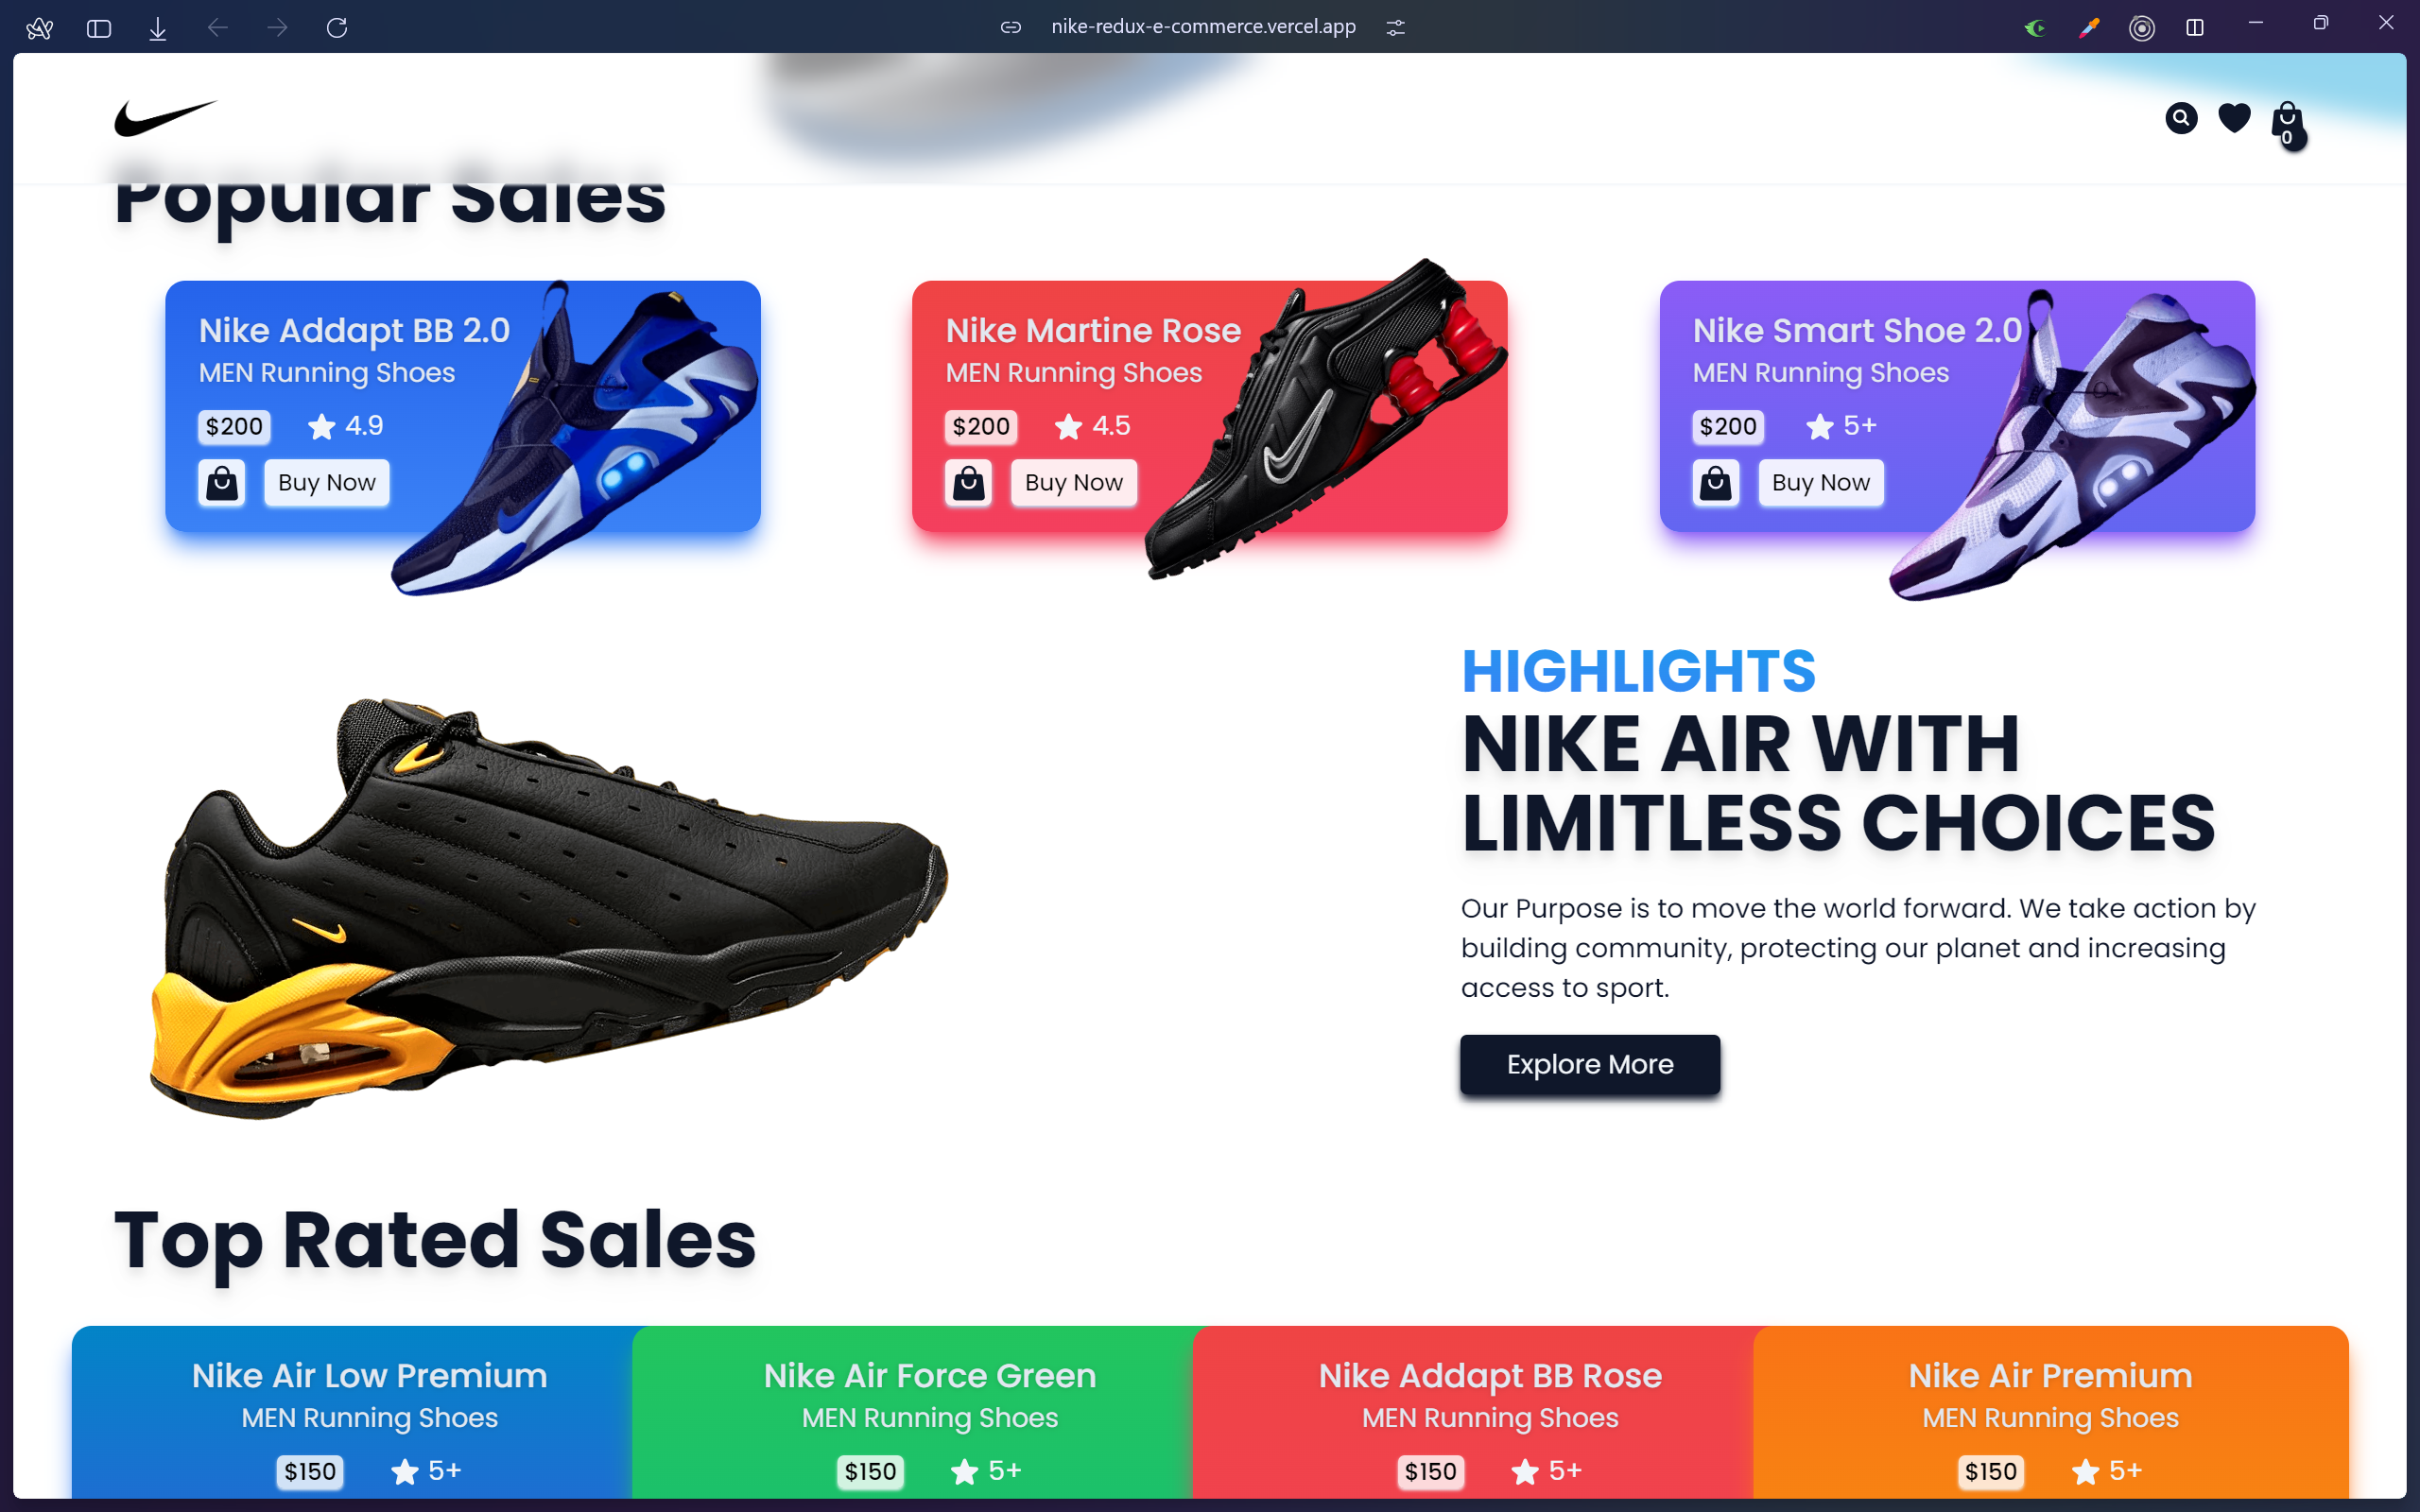 nike-redux-e-commerce.vercel.app
0
Popular Sales
Nike Addapt BB 2.0
MEN Running Shoes
$200 4.9
Buy Now
Nike Martine Rose
MEN Running Shoes
$200 4.5
Buy Now
Nike Smart Shoe 2.0
MEN Running Shoes
$200 5+
Buy Now
HIGHLIGHTS
NIKE AIR WITH
LIMITLESS CHOICES
Our Purpose is to move the world forward. We take action by
building community, protecting our planet and increasing
access to sport.
Explore More
Top Rated Sales
Nike Air Low Premium
MEN Running Shoes
$150 5+
Nike Air Force Green
MEN Running Shoes
$150 5+
Nike Addapt BB Rose
MEN Running Shoes
$150 5+
Nike Air Premium
MEN Running Shoes
$150 5+